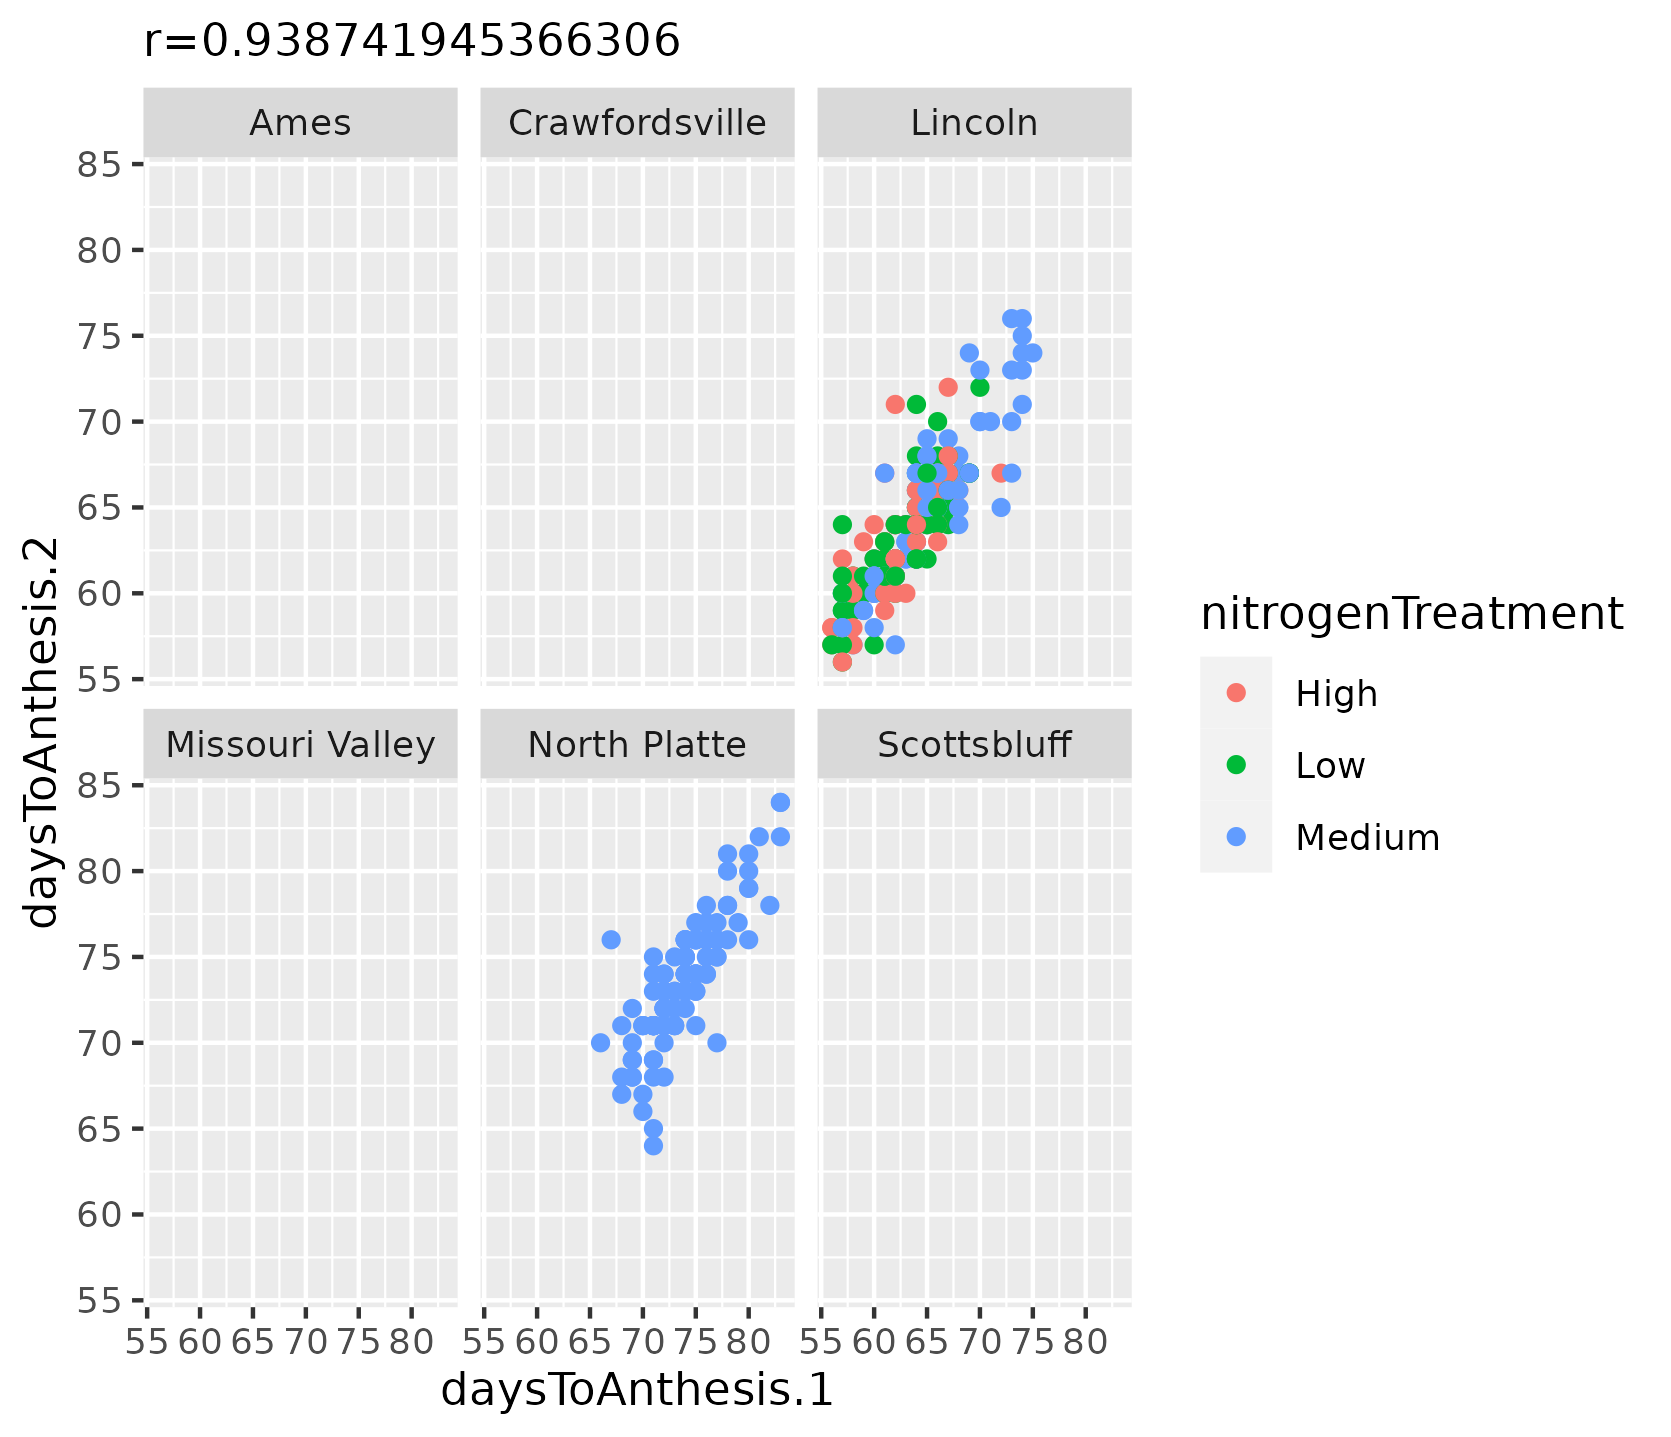 r=0.938741945366306
Ames Crawfordsville Lincoln
85
80
75
70
65
60
55
Missouri Valley North Platte Scottsbluff
85
80
75
70
65
60
55
55 60 65 70 75 80 55 60 65 70 75 80 55 60 65 70 75 80
daysToAnthesis.1
daysToAnthesis.2
nitrogenTreatment
High
Low
Medium